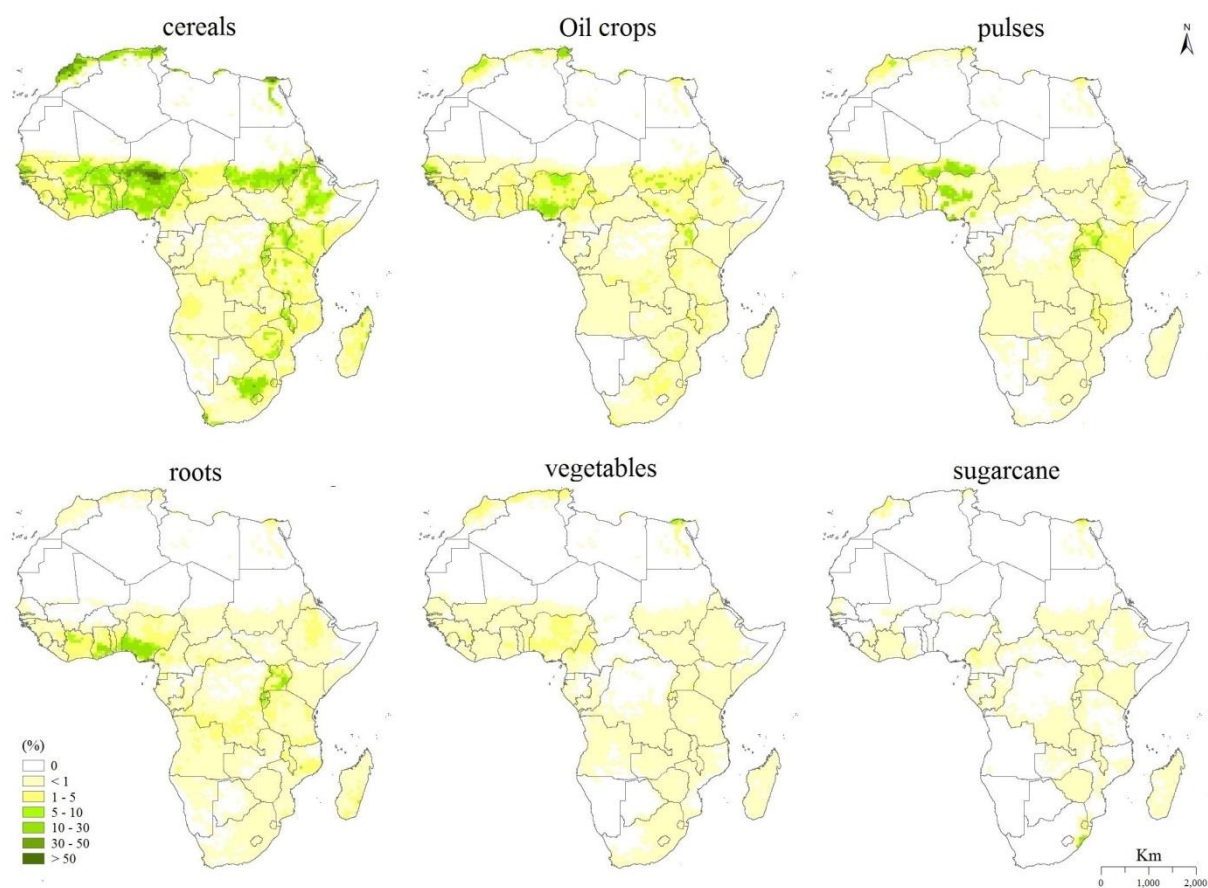 cereals
Oil crops
pulses
N
roots
vegetables
sugarcane
(%)
0
< 1
1 - 5
5 - 10
10 - 30
30 - 50
> 50
Km
0 1,000 2,000